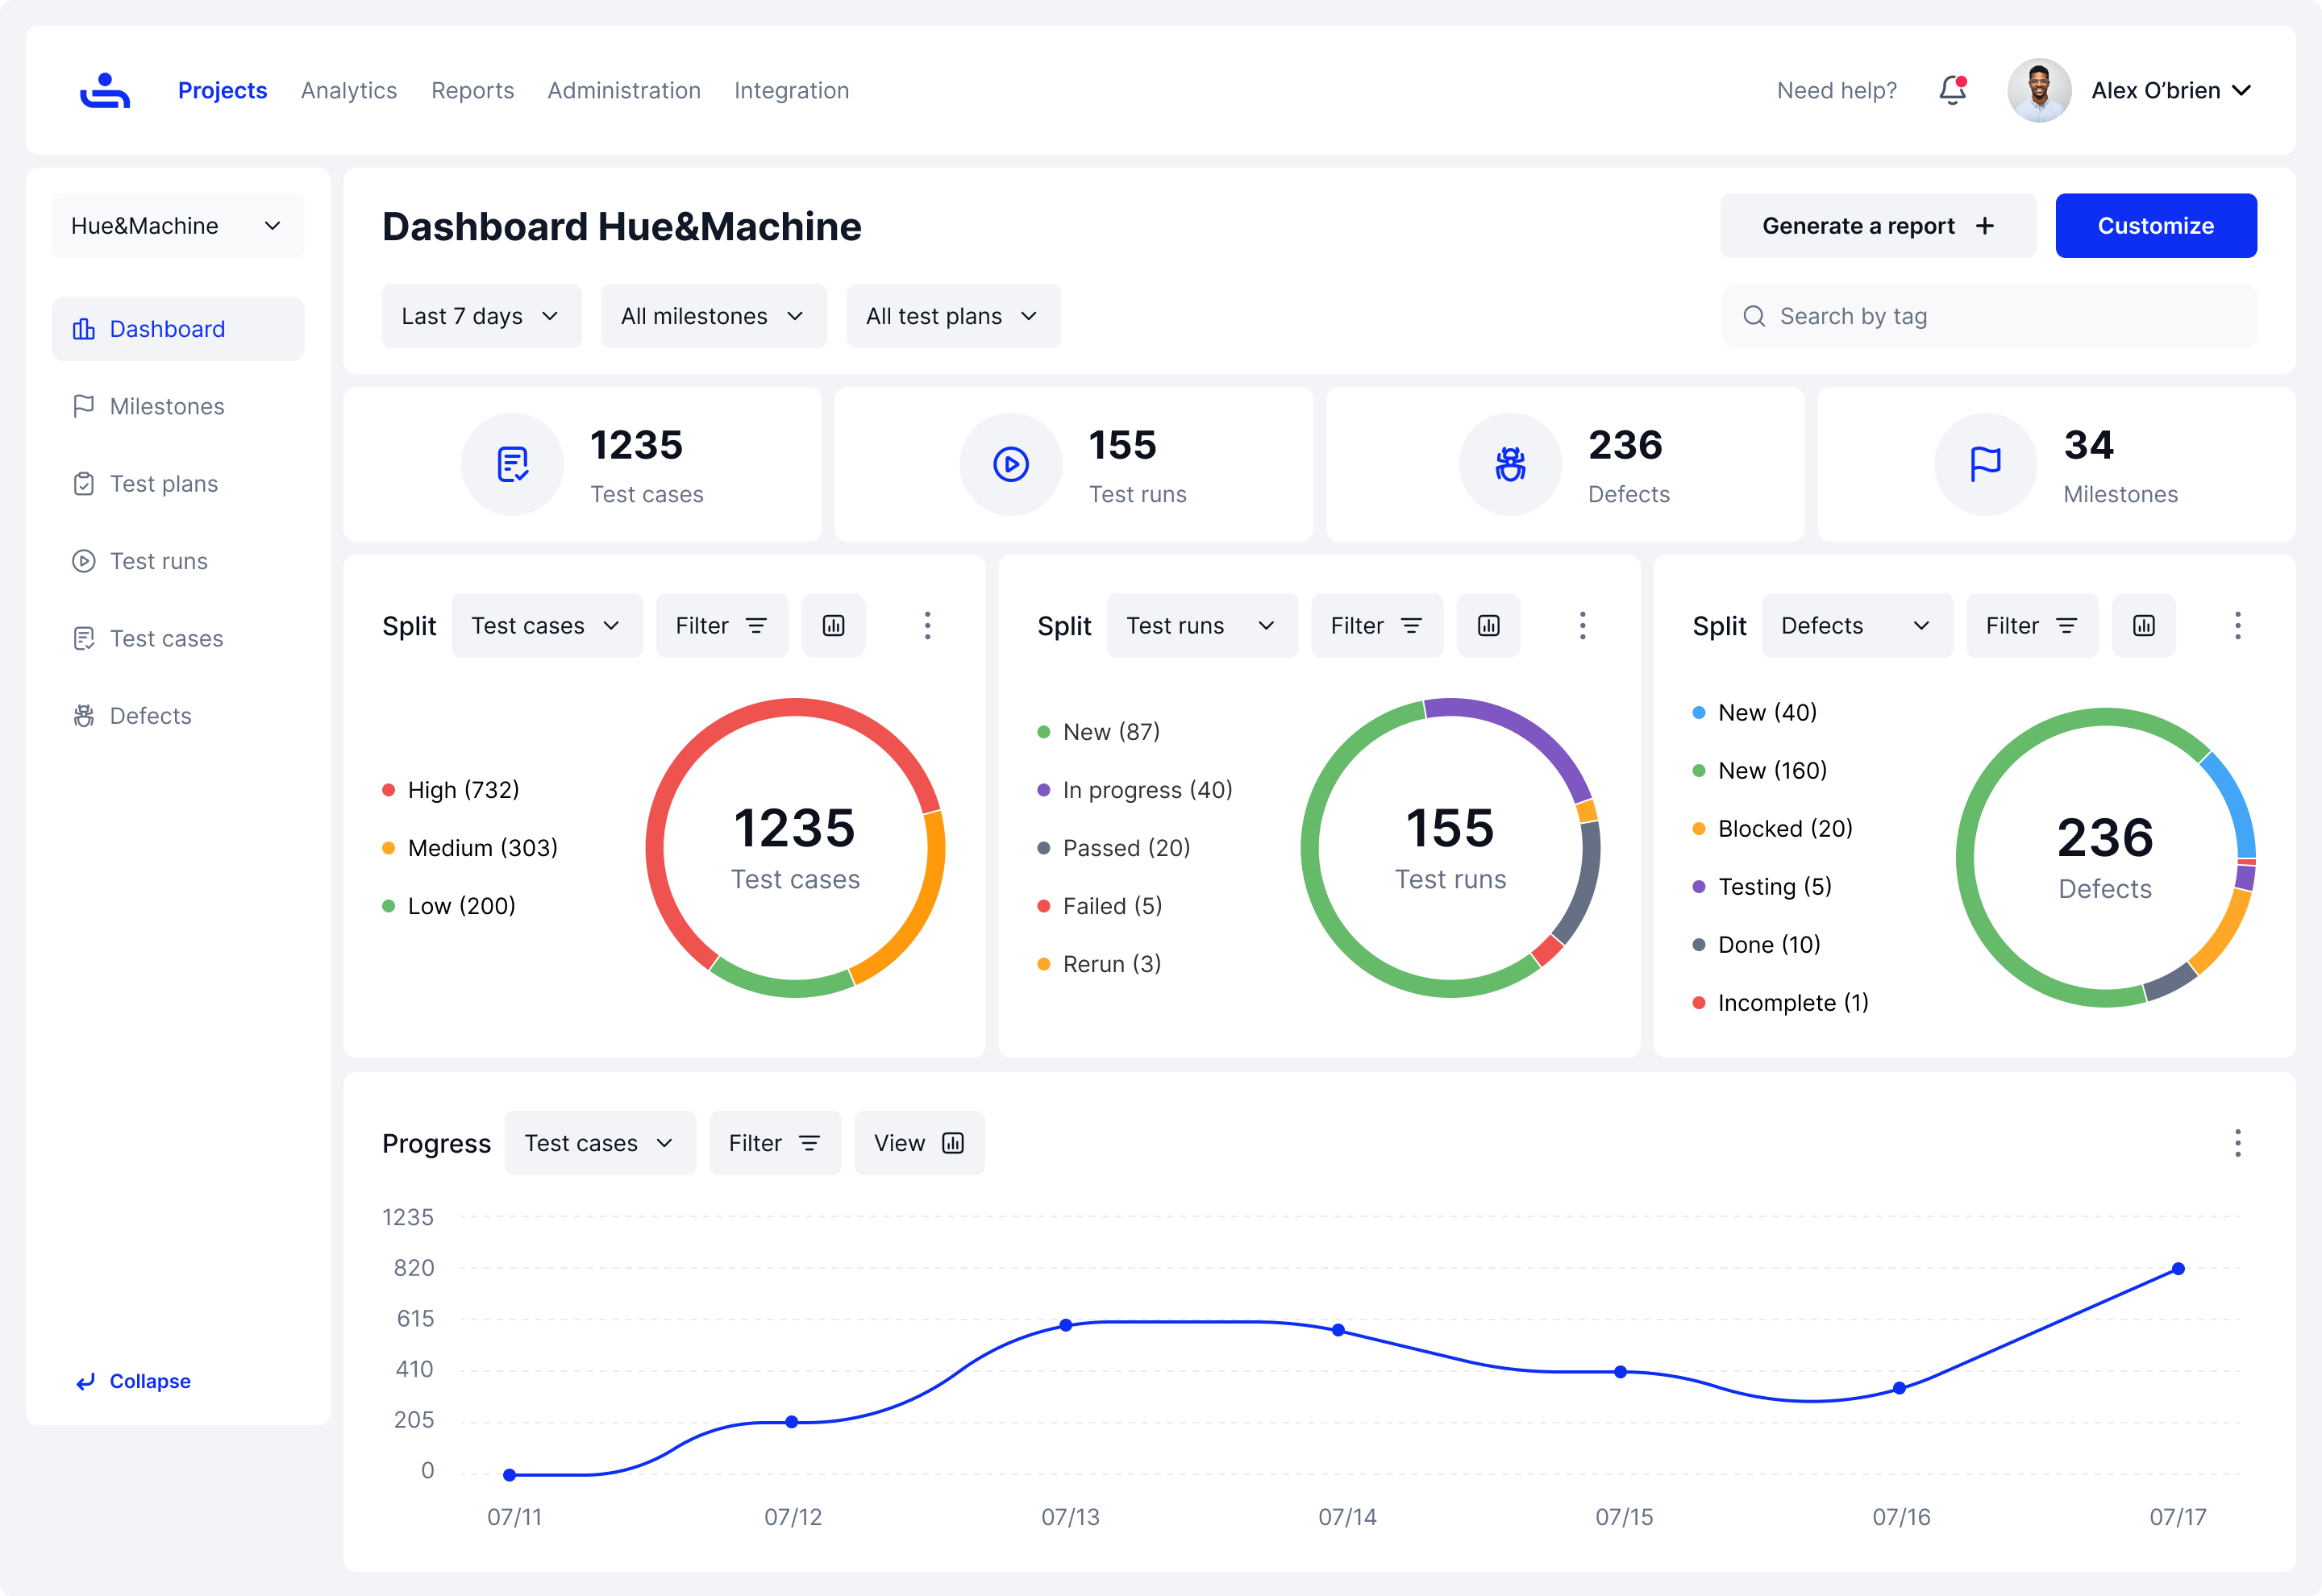 Projects Analytics Reports Administration Integration Need help? Alex O’brien
Hue&Machine
Dashboard
Milestones
Test plans
Test runs
Test cases
Defects
Collapse
Dashboard Hue&Machine
Generate a report
Customize
Last 7 days All milestones All test plans
Search by tag
1235
Test cases
155
Test runs
236
Defects
34
Milestones
Split Test cases Filter
High (732)
Medium (303)
Low (200)
1235
Test cases
Split Test runs Filter
New (87)
In progress (40)
Passed (20)
Failed (5)
Rerun (3)
155
Test runs
Split Defects Filter
New (40)
New (160)
Blocked (20)
Testing (5)
Done (10)
Incomplete (1)
236
Defects
Progress Test cases Filter View
1235
820
615
410
205
0
07/11 07/12 07/13 07/14 07/15 07/16 07/17